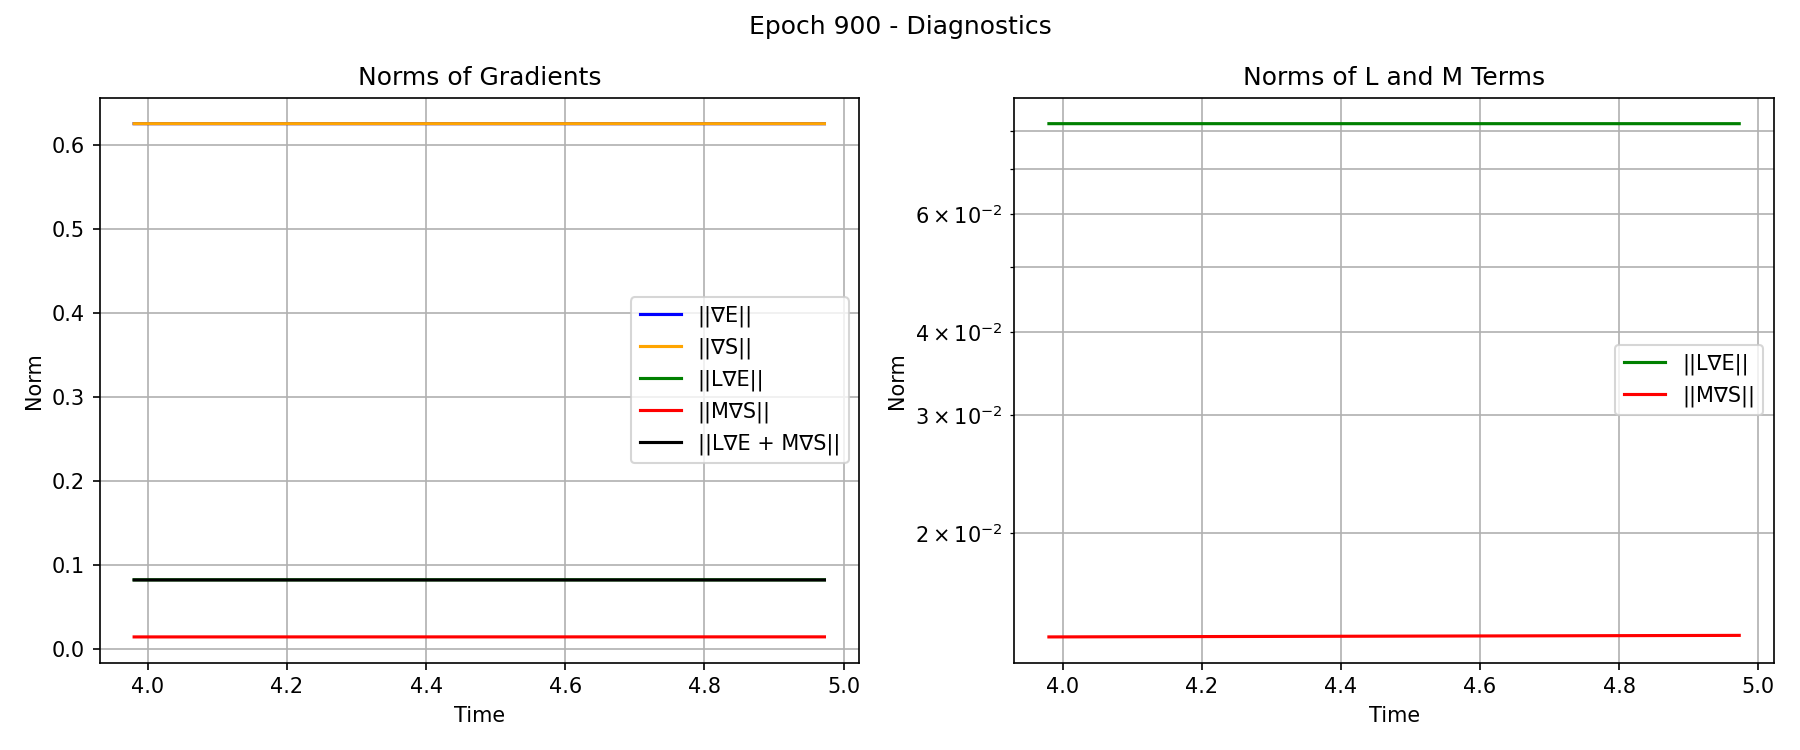 Epoch 900 - Diagnostics
Norms of Gradients
Norm
0.6
0.5
0.4
0.3
0.2
0.1
0.0
||∇E||
||∇S||
||L∇E||
||M∇S||
||L∇E + M∇S||
4.0 4.2 4.4 4.6 4.8 5.0
Time
Norms of L and M Terms
Norm
6 × 10⁻²
4 × 10⁻²
3 × 10⁻²
2 × 10⁻²
||L∇E||
||M∇S||
4.0 4.2 4.4 4.6 4.8 5.0
Time